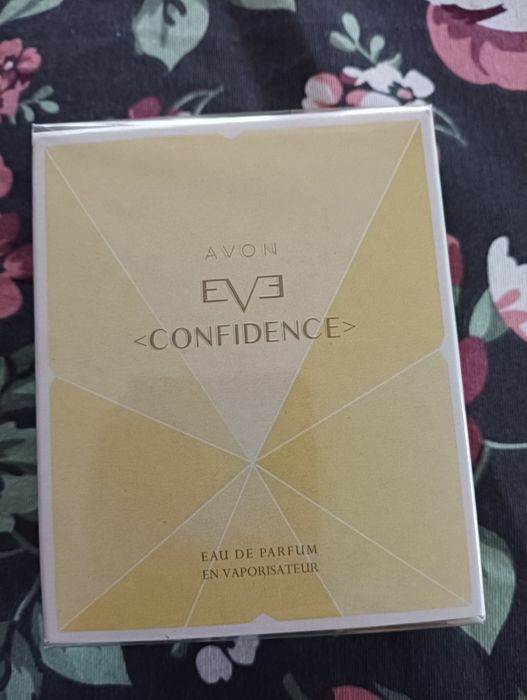 AVON
EVE
<CONFIDENCE>
EAU DE PARFUM
EN VAPORISATEUR